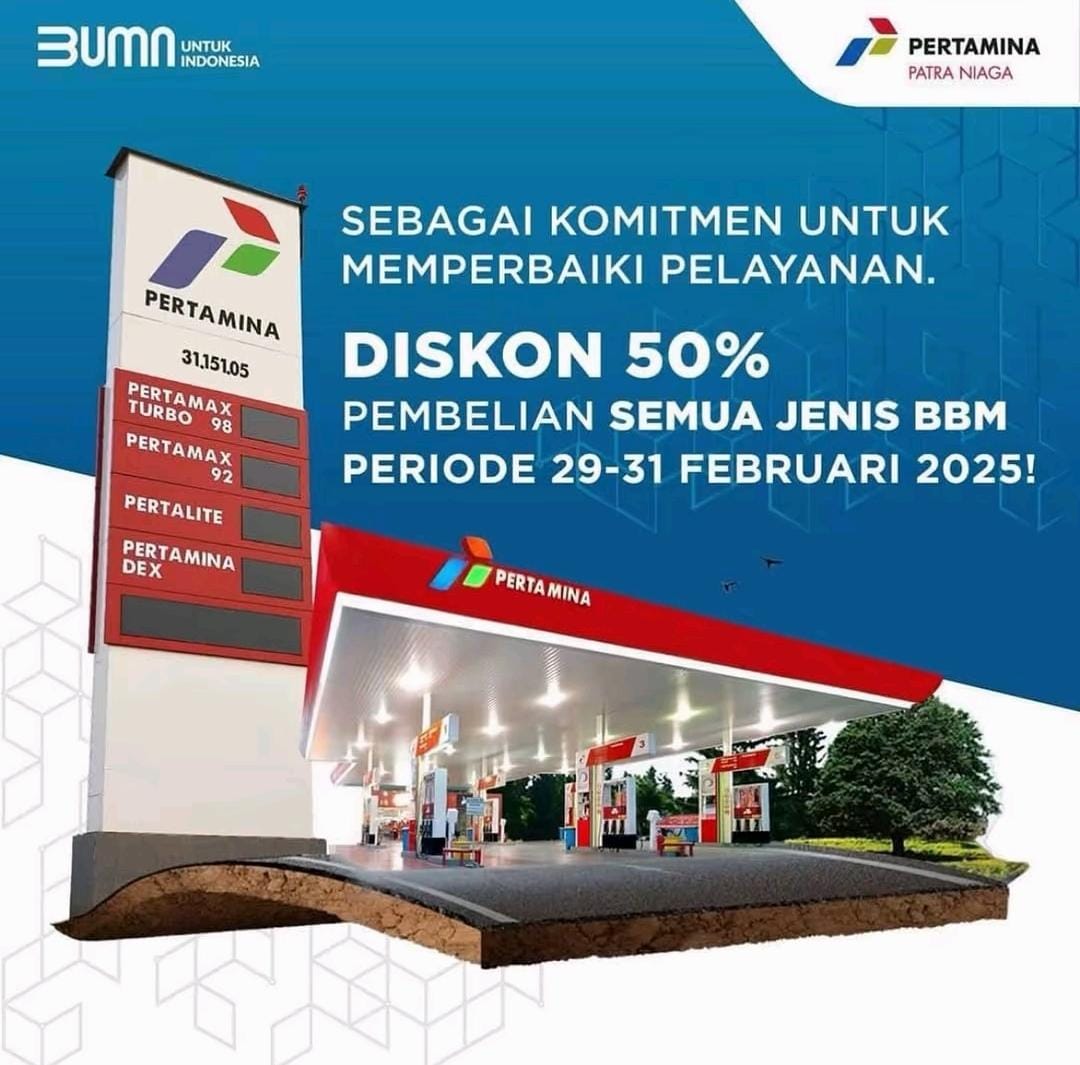 BUMN UNTUK
INDONESIA
PERTAMINA
PATRA NIAGA
SEBAGAI KOMITMEN UNTUK
MEMPERBAIKI PELAYANAN.
DISKON 50%
PEMBELIAN SEMUA JENIS BBM
PERIODE 29-31 FEBRUARI 2025!
PERTAMINA
31.151.05
PERTAMAX
TURBO 98
PERTAMAX
92
PERTALITE
PERTAMINA
DEX
PERTAMINA
3